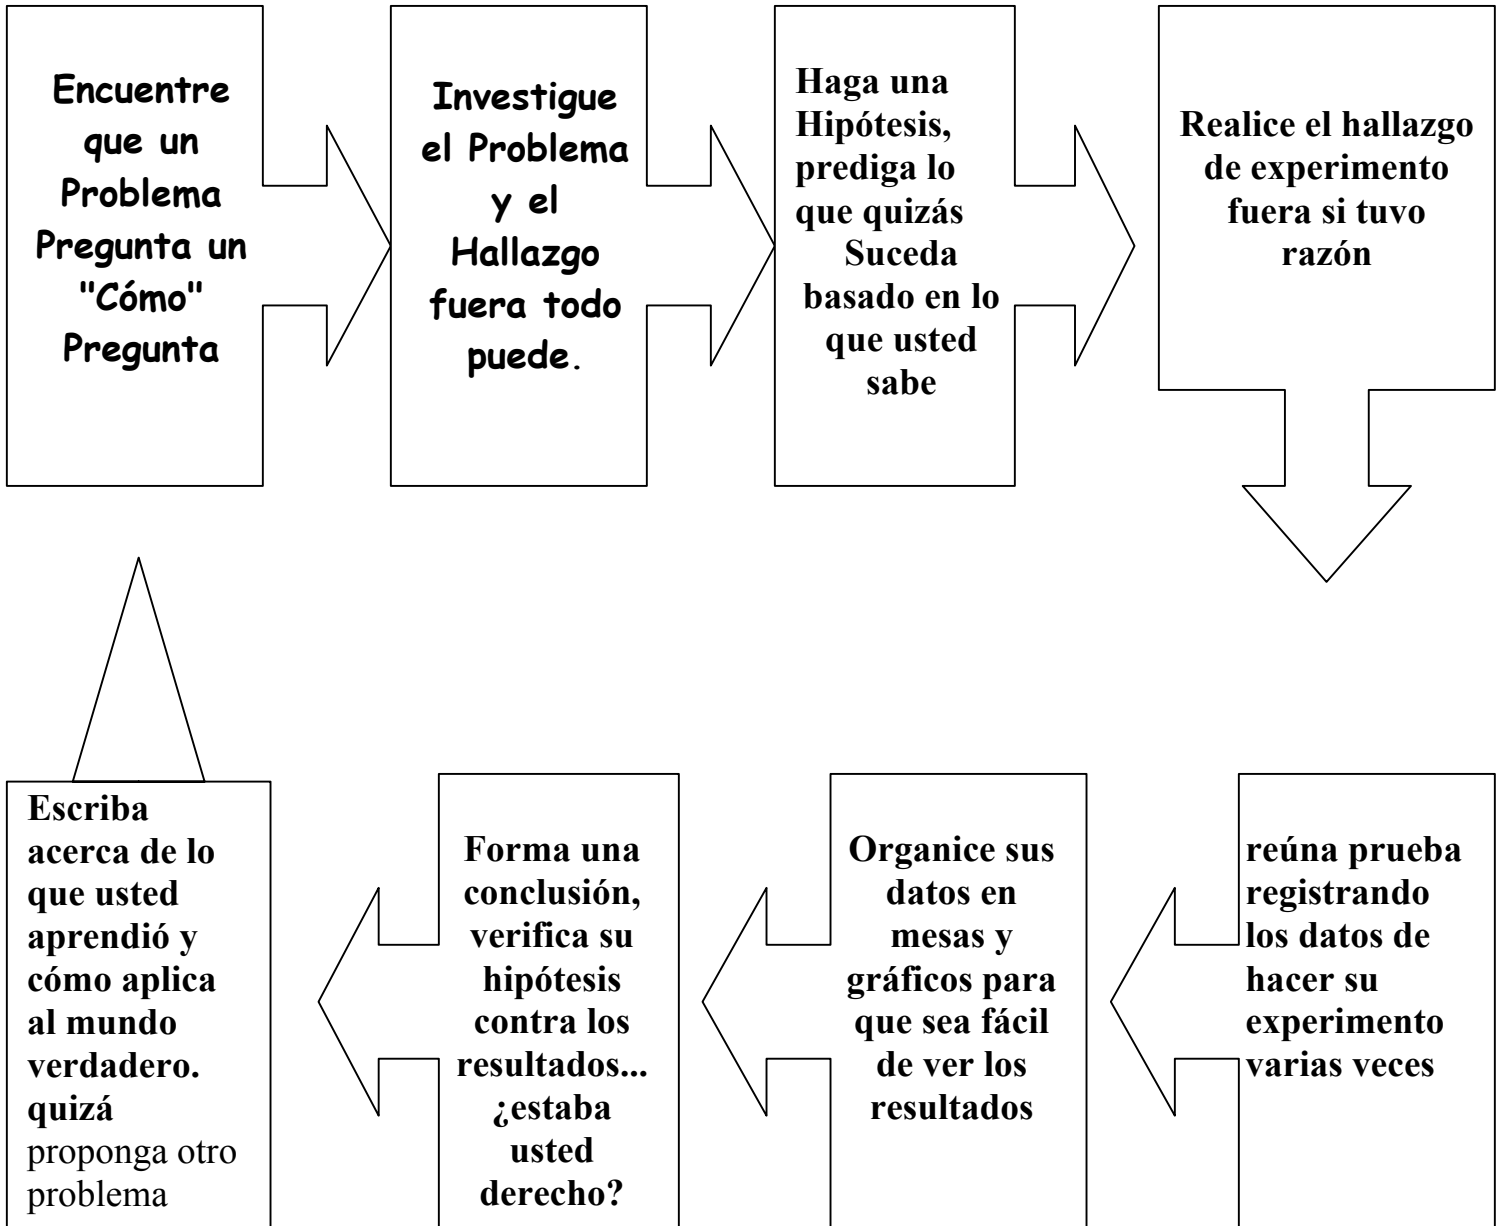 Encuentre
que un
Problema
Pregunta un
"Cómo"
Pregunta
Investigue
el Problema
y el
Hallazgo
fuera todo
puede.
Haga una
Hipótesis,
prediga lo
que quizás
Suceda
basado en lo
que usted
sabe
Realice el hallazgo
de experimento
fuera si tuvo
razón
reúna prueba
registrando
los datos de
hacer su
experimento
varias veces
Organice sus
datos en
mesas y
gráficos para
que sea fácil
de ver los
resultados
Forma una
conclusión,
verifica su
hipótesis
contra los
resultados...
¿estaba
usted
derecho?
Escriba
acerca de lo
que usted
aprendió y
cómo aplica
al mundo
verdadero.
quizá
proponga otro
problema